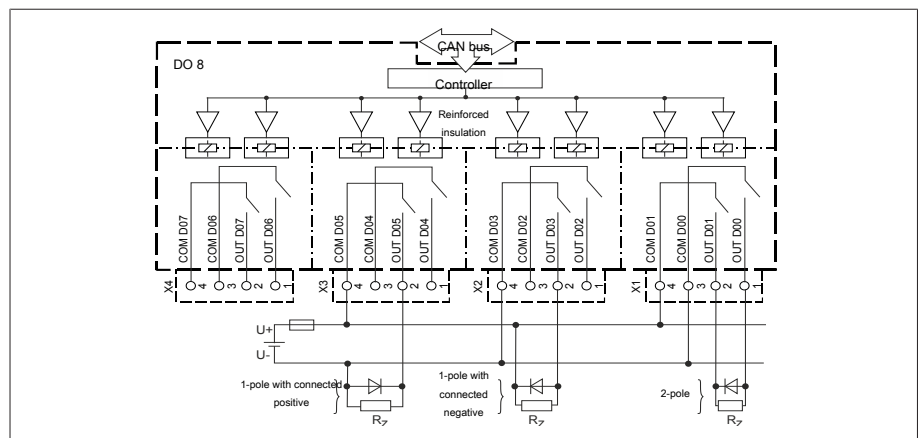 CAN bus
DO 8
Controller
Reinforced
insulation
COM D07
COM D06
OUT D07
OUT D06
COM D05
COM D04
OUT D05
OUT D04
COM D03
COM D02
OUT D03
OUT D02
COM D01
COM D00
OUT D01
OUT D00
X4
4
3
2
1
X3
4
3
2
1
X2
4
3
2
1
X1
4
3
2
1
U+
U-
1-pole with connected
positive
RZ
1-pole with
connected
negative
RZ
2-pole
RZ